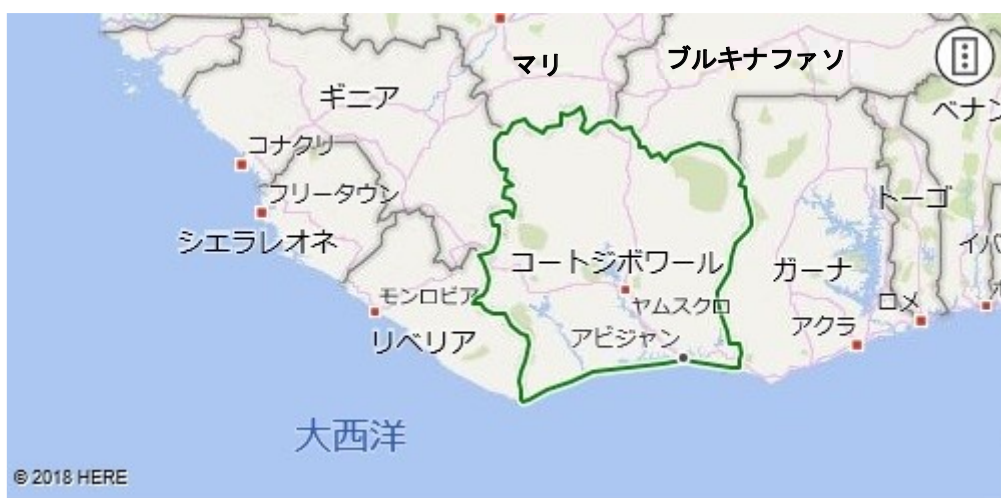 マリ
ブルキナファソ
ギニア
ベナン
コナクリ
フリータウン
トーゴ
シエラレオネ
コートジボワール
ガーナ
モンロビア
ヤムスクロ
ロメ
リベリア
アビジャン
アクラ
大西洋
© 2018 HERE